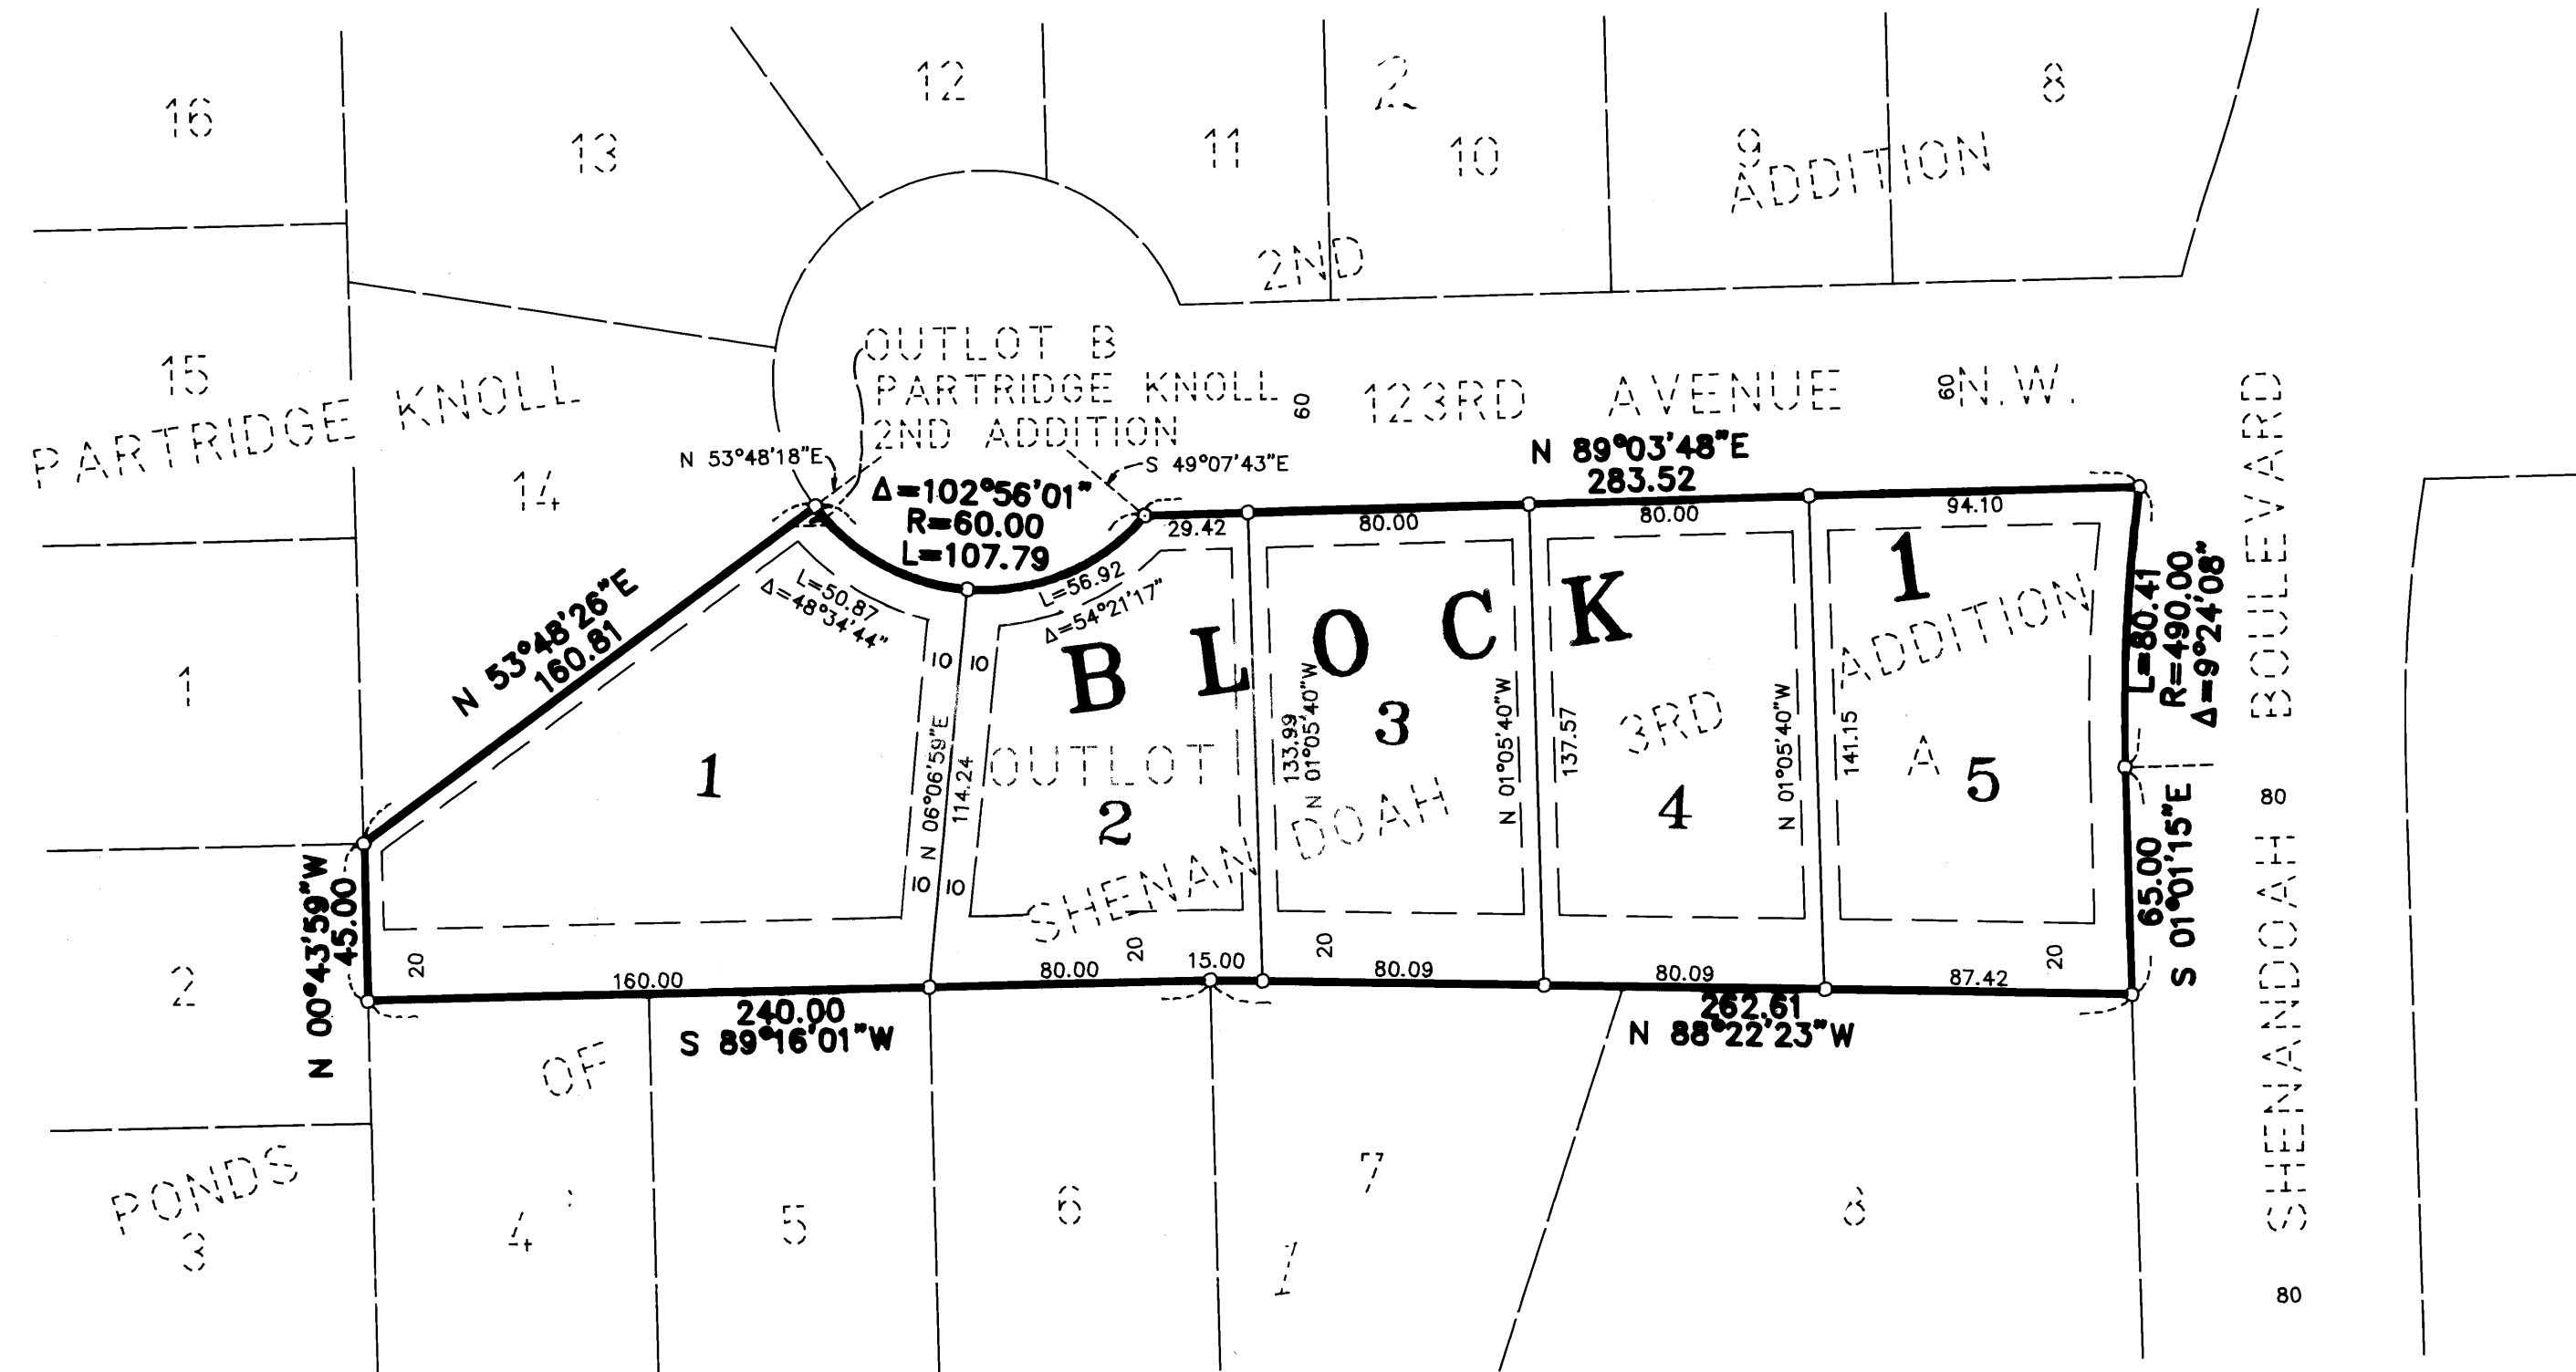 16
13
12
11
2
10
9
8
ADDITION
2ND
15
PARTRIDGE KNOLL
14
OUTLOT B
PARTRIDGE KNOLL
2ND ADDITION
60
123RD AVENUE N.W.
60
N 53°48'18"E
S 49°07'43"E
Δ=102°56'01"
R=60.00
L=107.79
N 89°03'48"E
283.52
29.42
80.00
80.00
94.10
L=50.87
Δ=48°34'44"
L=56.92
Δ=54°21'17"
N 53°48'26"E
160.81
BLOCK 1
ADDITION
3RD
L=80.41
R=490.00
Δ=9°24'08"
SHENANDOAH BOULEVARD
80
80
1
1
10
10
10
10
N 06°06'59"E
114.24
OUTLOT
A
2
SHENANDOAH
133.99
N 01°05'40"W
3
N 01°05'40"W
137.57
4
N 01°05'40"W
141.15
5
65.00
S 01°01'15"E
N 00°43'59"W
45.00
2
20
20
20
20
160.00
80.00
15.00
80.09
80.09
87.42
240.00
S 89°16'01"W
262.61
N 88°22'23"W
PONDS
OF
3
4
5
6
7
1
8